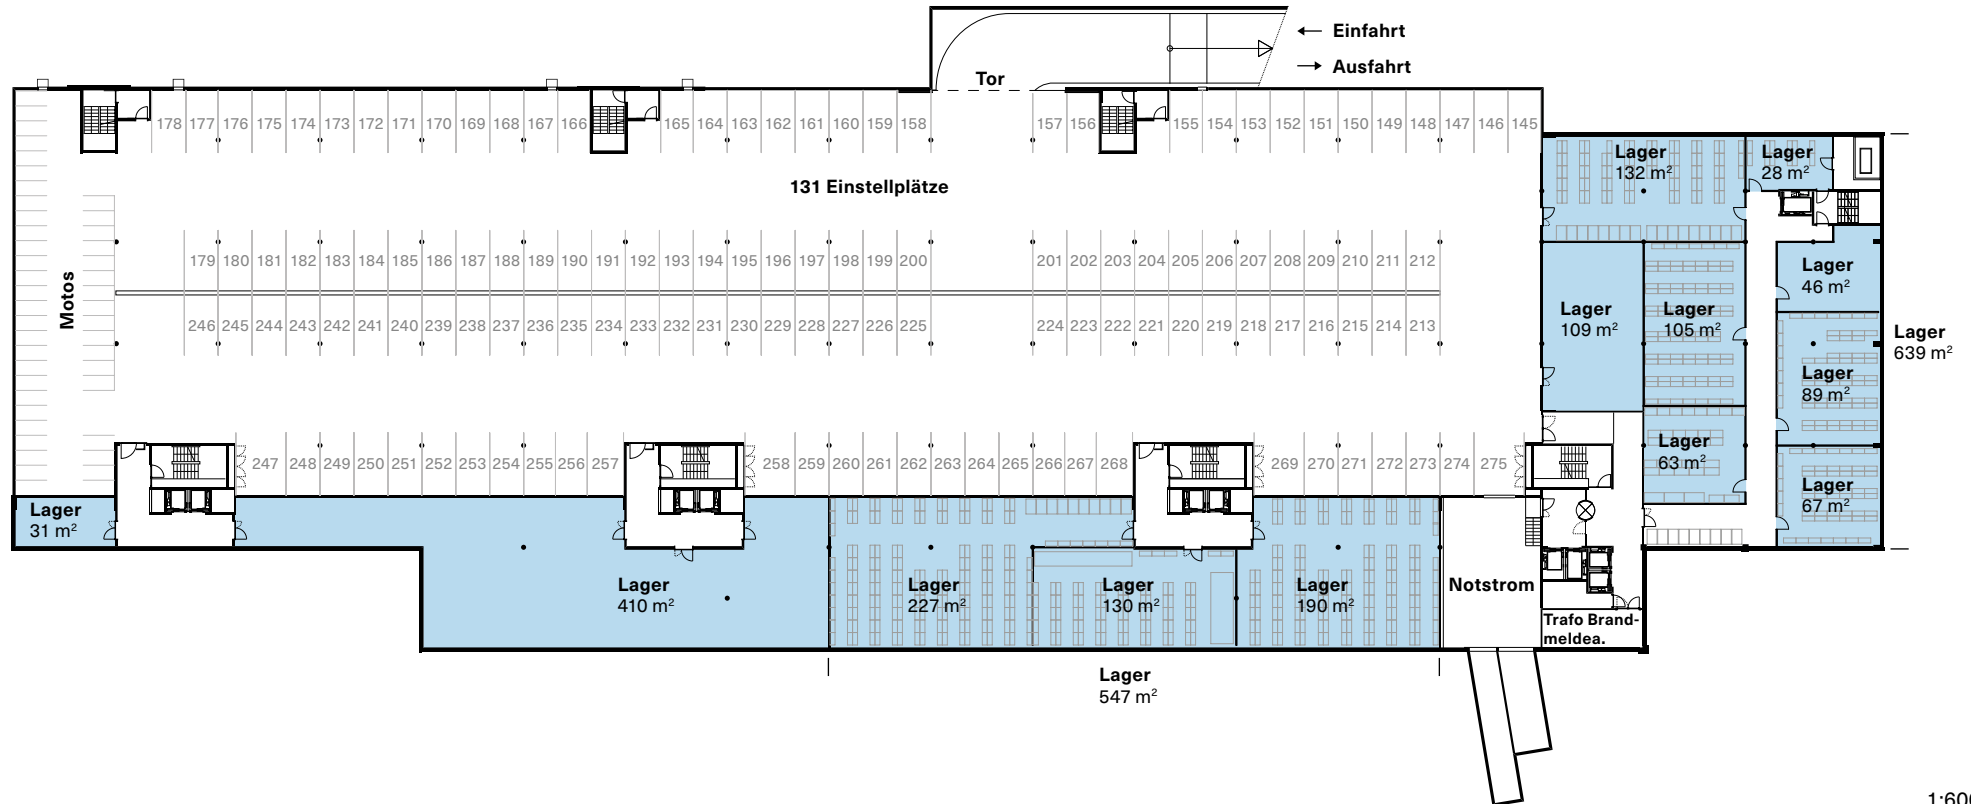 Einfahrt
Ausfahrt
Tor
178 177 176 175 174 173 172 171 170 169 168 167 166 165 164 163 162 161 160 159 158 157 156 155 154 153 152 151 150 149 148 147 146 145
131 Einstellplätze
Lager
132 m²
Lager
28 m²
179 180 181 182 183 184 185 186 187 188 189 190 191 192 193 194 195 196 197 198 199 200 201 202 203 204 205 206 207 208 209 210 211 212
Motos
246 245 244 243 242 241 240 239 238 237 236 235 234 233 232 231 230 229 228 227 226 225 224 223 222 221 220 219 218 217 216 215 214 213
Lager
109 m²
Lager
105 m²
Lager
46 m²
Lager
89 m²
Lager
639 m²
Lager
63 m²
Lager
67 m²
247 248 249 250 251 252 253 254 255 256 257 258 259 260 261 262 263 264 265 266 267 268 269 270 271 272 273 274 275
Lager
31 m²
Lager
410 m²
Lager
227 m²
Lager
130 m²
Lager
190 m²
Notstrom
Trafo Brand-
meldea.
Lager
547 m²